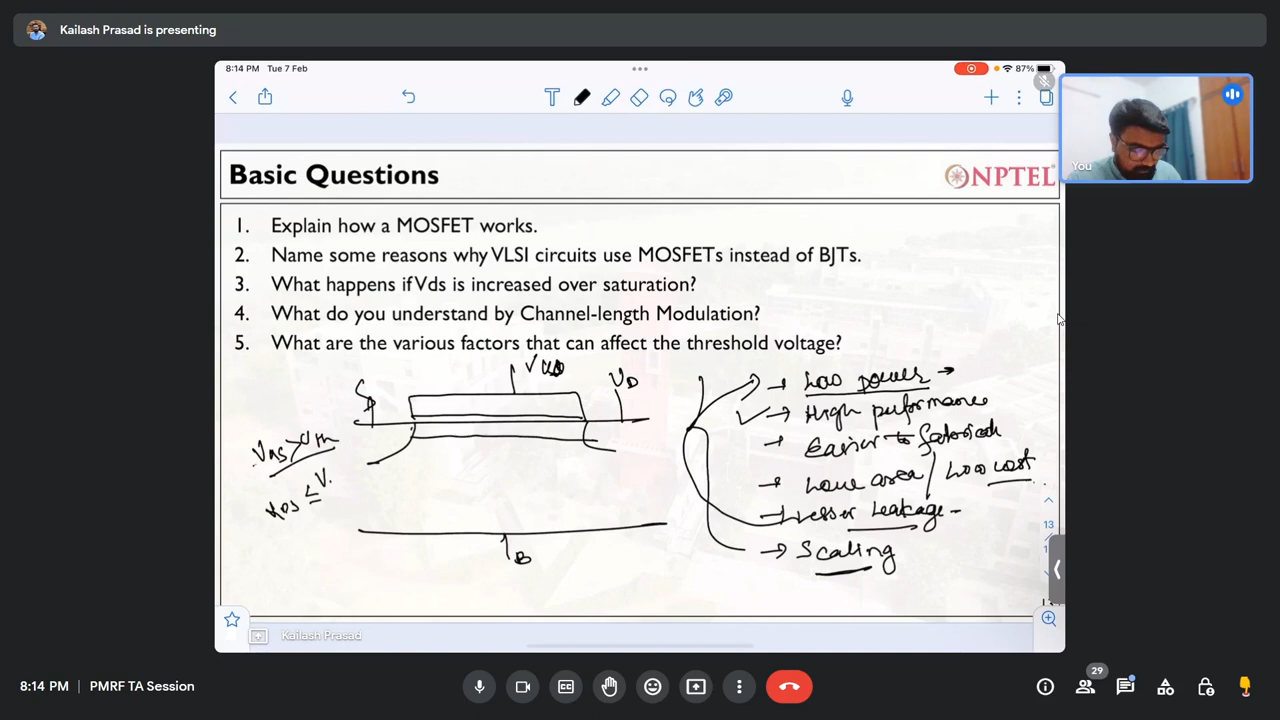 Kailash Prasad is presenting
8:14 PM Tue 7 Feb
87%
T
You
Basic Questions
NPTEL
1. Explain how a MOSFET works.
2. Name some reasons why VLSI circuits use MOSFETs instead of BJTs.
3. What happens if Vds is increased over saturation?
4. What do you understand by Channel-length Modulation?
5. What are the various factors that can affect the threshold voltage?
VD
B
→ Low power →
→ High performance
→ Easier to
→ area / Low cost
→ Lesser Leakage -
→ Scaling
13
Kailash Prasad
8:14 PM | PMRF TA Session
29